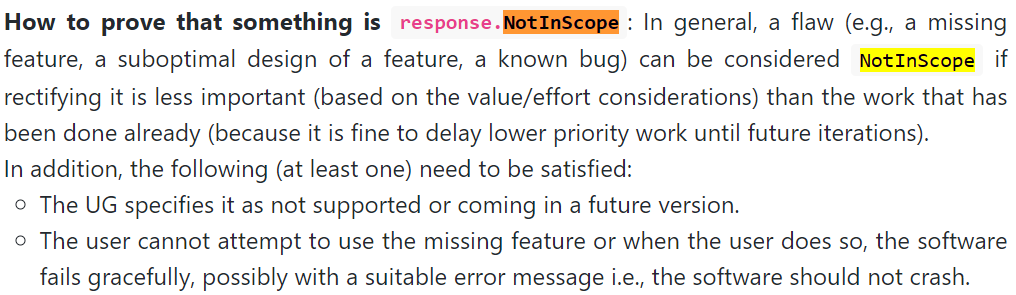 How to prove that something is response.NotInScope: In general, a flaw (e.g., a missing
feature, a suboptimal design of a feature, a known bug) can be considered NotInScope if
rectifying it is less important (based on the value/effort considerations) than the work that has
been done already (because it is fine to delay lower priority work until future iterations).
In addition, the following (at least one) need to be satisfied:
○ The UG specifies it as not supported or coming in a future version.
○ The user cannot attempt to use the missing feature or when the user does so, the software
fails gracefully, possibly with a suitable error message i.e., the software should not crash.